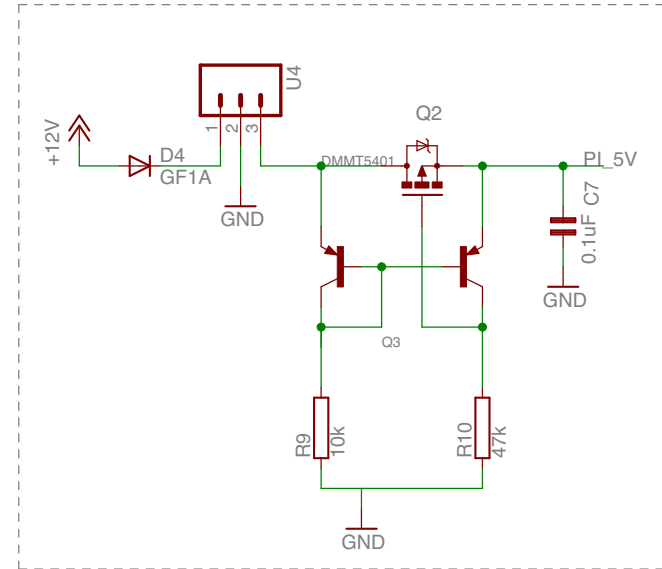 U4
1
2
3
+12V
D4
GF1A
GND
Q2
DMMT5401
PI_5V
C7
0.1uF
GND
Q3
R9
10k
R10
47k
GND